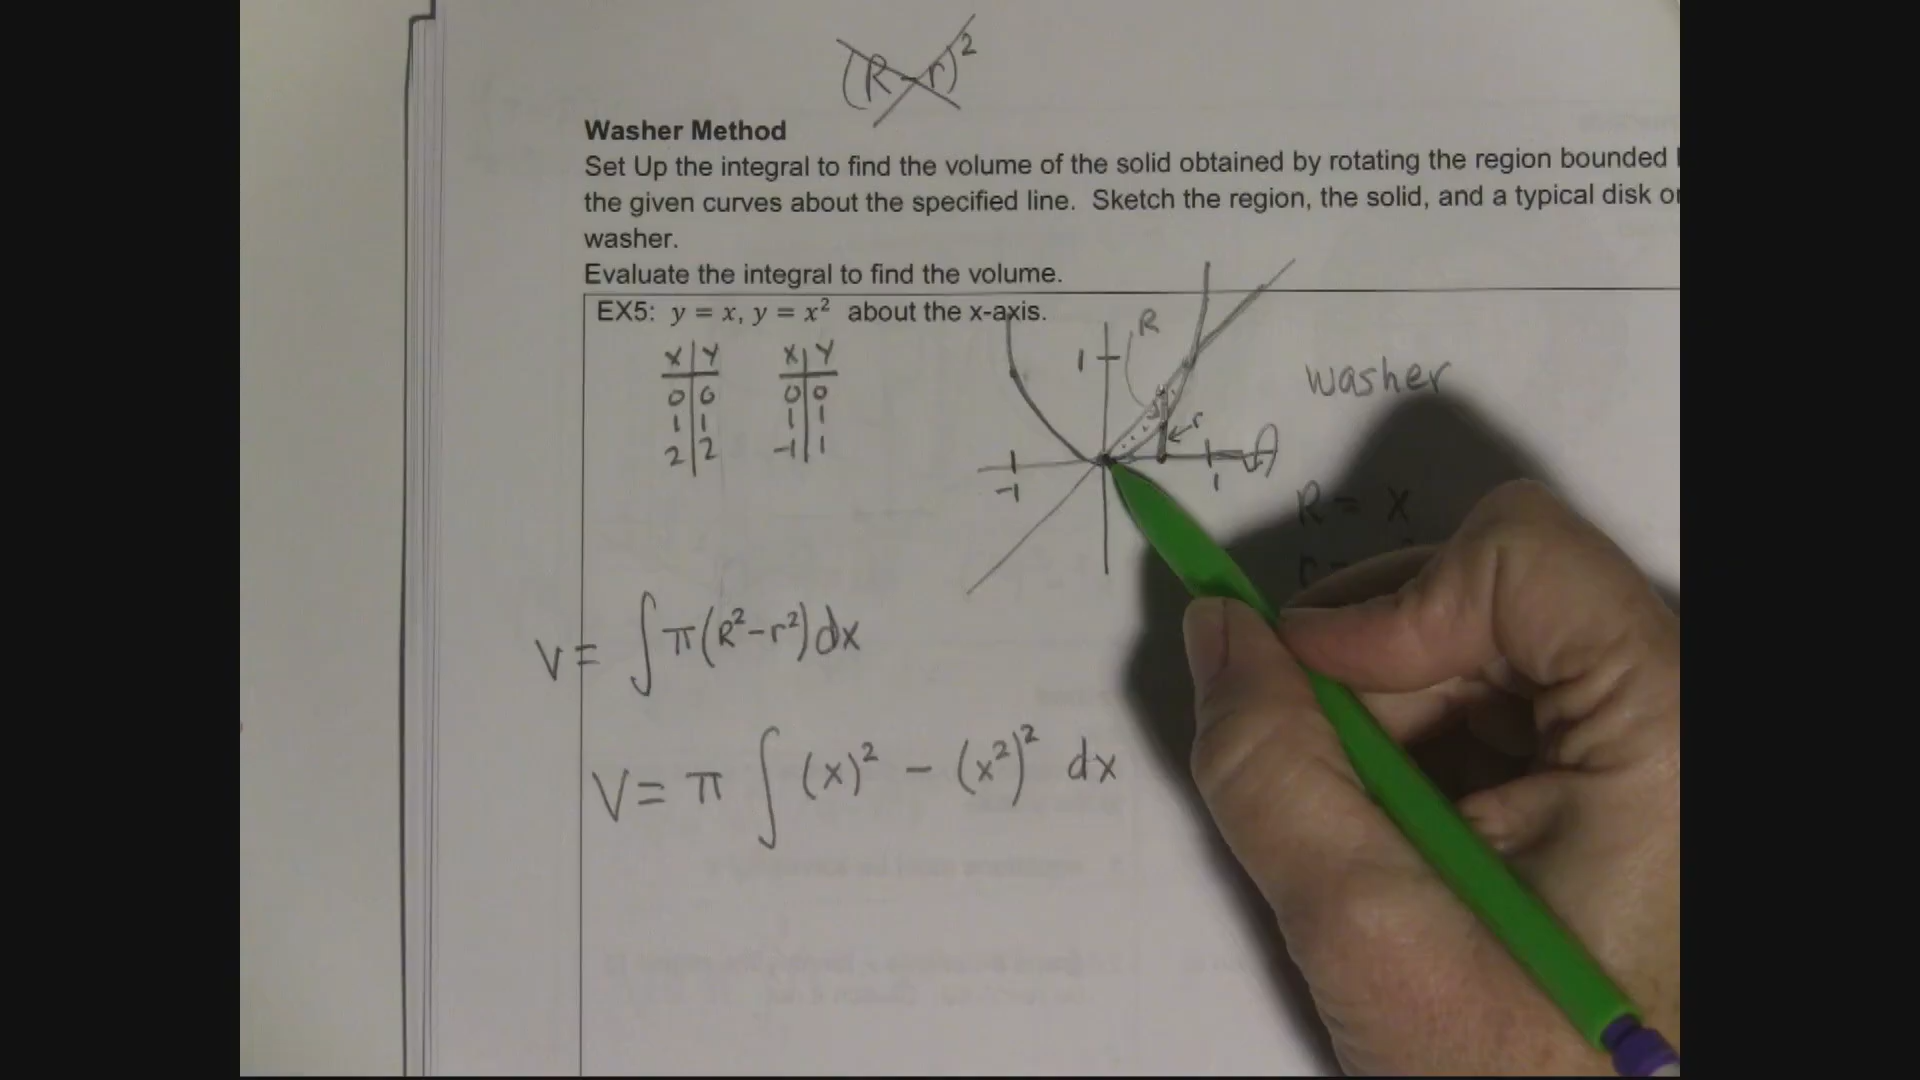 (R - r)²
Washer Method
Set Up the integral to find the volume of the solid obtained by rotating the region bounded
the given curves about the specified line. Sketch the region, the solid, and a typical disk or
washer.
Evaluate the integral to find the volume.
EX5: y = x, y = x² about the x-axis.
X Y
0 0
1 1
2 2
X Y
0 0
1 1
-1 1
R
1
r
-1
1
washer
R = x
r =
V = ∫ π(R² - r²) dx
V = π ∫ (x)² - (x²)² dx